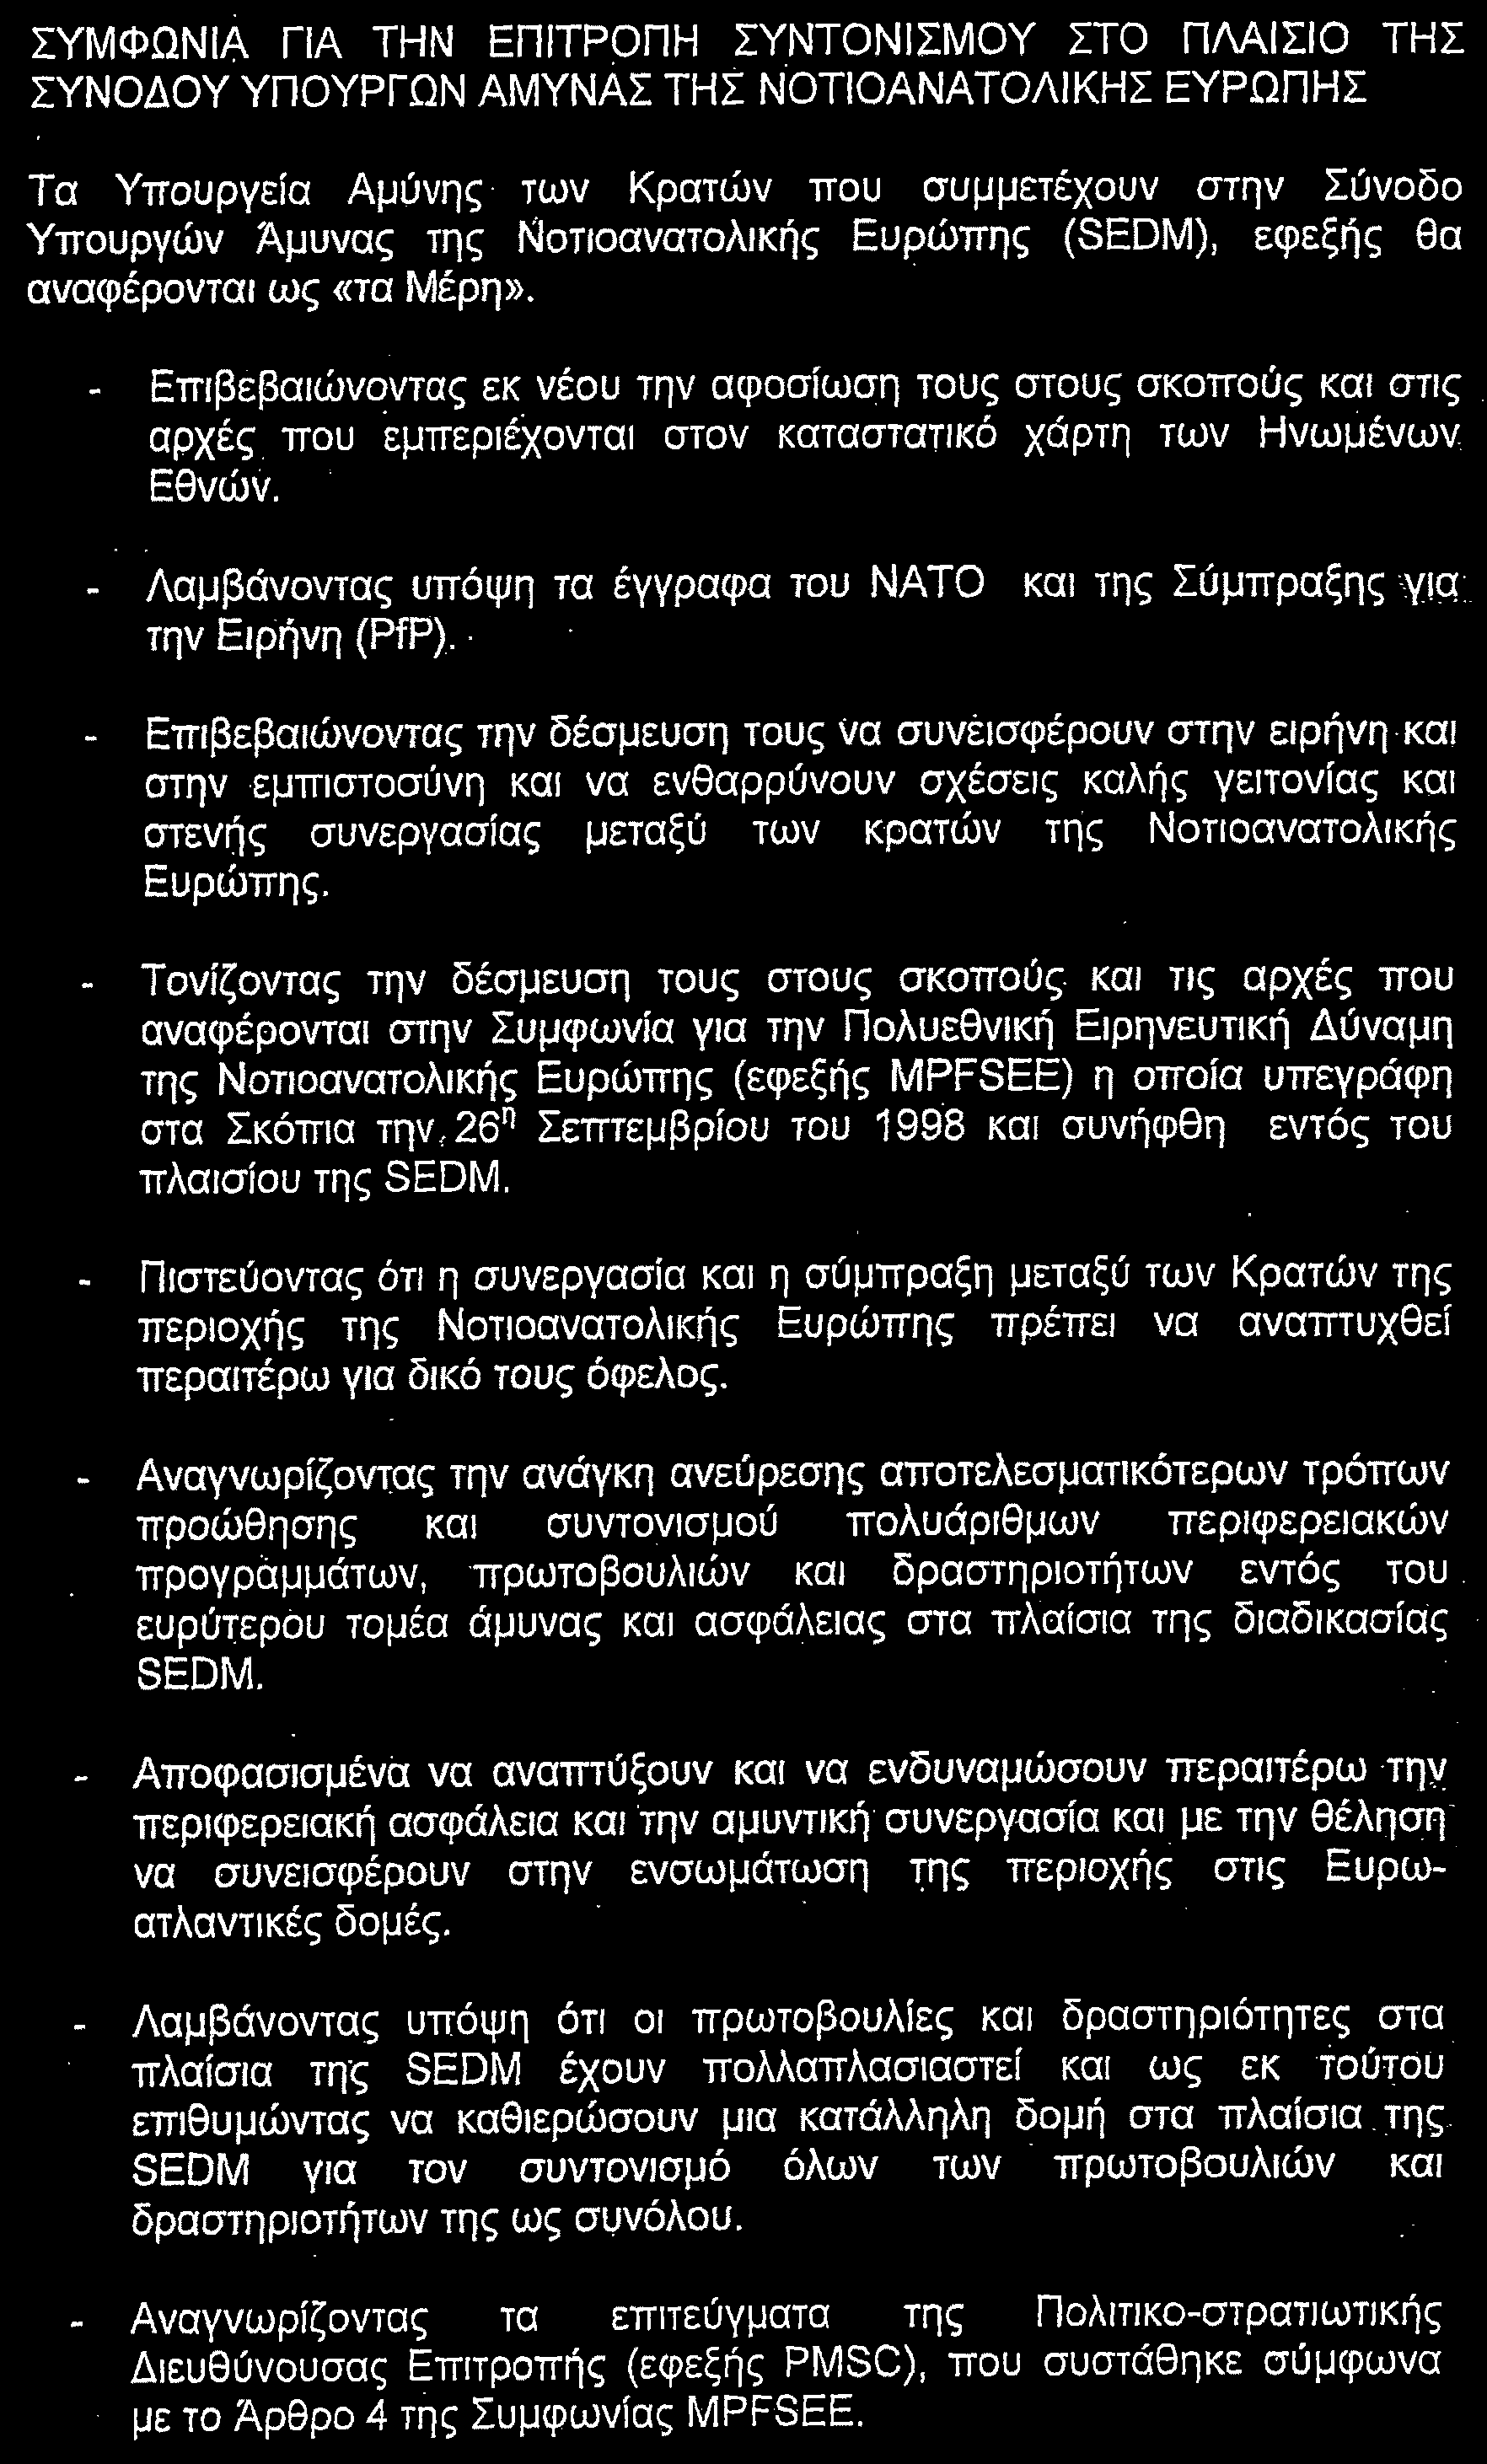 ΣΥΜΦΩΝΙΑ ΓΙΑ ΤΗΝ ΕΠΙΤΡΟΠΗ ΣΥΝΤΟΝΙΣΜΟΥ ΣΤΟ ΠΛΑΙΣΙΟ ΤΗΣ
ΣΥΝΟΔΟΥ ΥΠΟΥΡΓΩΝ ΑΜΥΝΑΣ ΤΗΣ ΝΟΤΙΟΑΝΑΤΟΛΙΚΗΣ ΕΥΡΩΠΗΣ
Τα Υπουργεία Αμύνης των Κρατών που συμμετέχουν στην Σύνοδο
Υπουργών Άμυνας της Νοτιοανατολικής Ευρώπης (SEDM), εφεξής θα
αναφέρονται ως «τα Μέρη».
- Επιβεβαιώνοντας εκ νέου την αφοσίωση τους στους σκοπούς και στις
αρχές που εμπεριέχονται στον καταστατικό χάρτη των Ηνωμένων
Εθνών.
- Λαμβάνοντας υπόψη τα έγγραφα του ΝΑΤΟ και της Σύμπραξης για
την Ειρήνη (PfP).
- Επιβεβαιώνοντας την δέσμευση τους να συνεισφέρουν στην ειρήνη και
στην εμπιστοσύνη και να ενθαρρύνουν σχέσεις καλής γειτονίας και
στενής συνεργασίας μεταξύ των κρατών της Νοτιοανατολικής
Ευρώπης.
- Τονίζοντας την δέσμευση τους στους σκοπούς και τις αρχές που
αναφέρονται στην Συμφωνία για την Πολυεθνική Ειρηνευτική Δύναμη
της Νοτιοανατολικής Ευρώπης (εφεξής MPFSEE) η οποία υπεγράφη
στα Σκόπια την 26η Σεπτεμβρίου του 1998 και συνήφθη εντός του
πλαισίου της SEDM.
- Πιστεύοντας ότι η συνεργασία και η σύμπραξη μεταξύ των Κρατών της
περιοχής της Νοτιοανατολικής Ευρώπης πρέπει να αναπτυχθεί
περαιτέρω για δικό τους όφελος.
- Αναγνωρίζοντας την ανάγκη ανεύρεσης αποτελεσματικότερων τρόπων
προώθησης και συντονισμού πολυάριθμων περιφερειακών
προγραμμάτων, πρωτοβουλιών και δραστηριοτήτων εντός του
ευρύτερου τομέα άμυνας και ασφάλειας στα πλαίσια της διαδικασίας
SEDM.
- Αποφασισμένα να αναπτύξουν και να ενδυναμώσουν περαιτέρω την
περιφερειακή ασφάλεια και την αμυντική συνεργασία και με την θέληση
να συνεισφέρουν στην ενσωμάτωση της περιοχής στις Ευρω-
ατλαντικές δομές.
- Λαμβάνοντας υπόψη ότι οι πρωτοβουλίες και δραστηριότητες στα
πλαίσια της SEDM έχουν πολλαπλασιαστεί και ως εκ τούτου
επιθυμώντας να καθιερώσουν μια κατάλληλη δομή στα πλαίσια της
SEDM για τον συντονισμό όλων των πρωτοβουλιών και
δραστηριοτήτων της ως συνόλου.
- Αναγνωρίζοντας τα επιτεύγματα της Πολιτικο-στρατιωτικής
Διευθύνουσας Επιτροπής (εφεξής PMSC), που συστάθηκε σύμφωνα
με το Άρθρο 4 της Συμφωνίας MPFSEE.